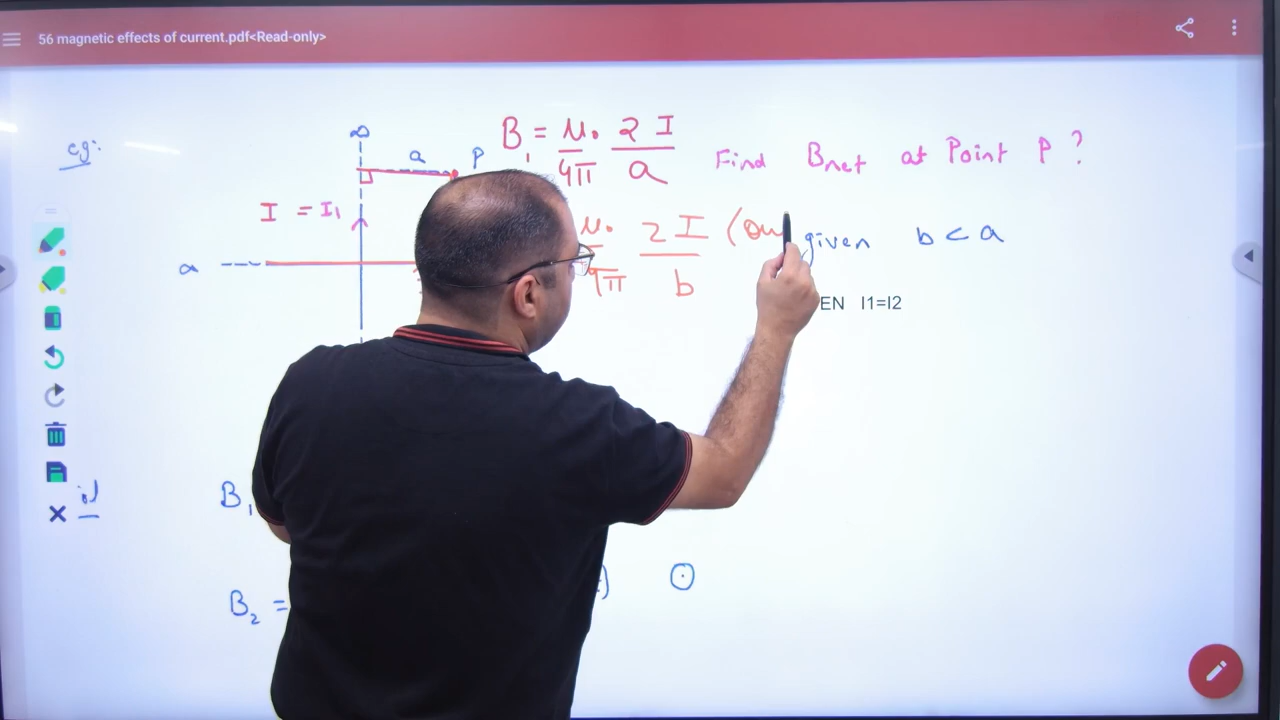 56 magnetic effects of current.pdf<Read-only>
eg:
∞
a P
B₁ = μ₀/4π 2I/a
Find Bnet at Point P ?
I = I₁
μ₀/4π 2I/b (ou
given b < a
∞
EN I1=I2
i)
B₁
B₂ =
)
⊙